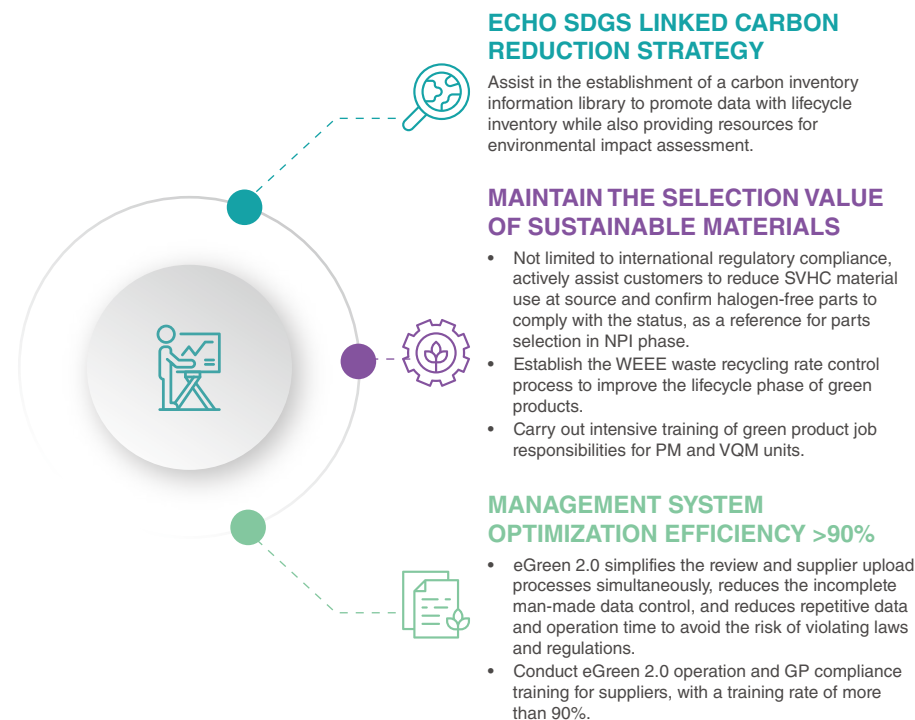 ECHO SDGS LINKED CARBON
REDUCTION STRATEGY
Assist in the establishment of a carbon inventory
information library to promote data with lifecycle
inventory while also providing resources for
environmental impact assessment.
MAINTAIN THE SELECTION VALUE
OF SUSTAINABLE MATERIALS
• Not limited to international regulatory compliance,
actively assist customers to reduce SVHC material
use at source and confirm halogen-free parts to
comply with the status, as a reference for parts
selection in NPI phase.
• Establish the WEEE waste recycling rate control
process to improve the lifecycle phase of green
products.
• Carry out intensive training of green product job
responsibilities for PM and VQM units.
MANAGEMENT SYSTEM
OPTIMIZATION EFFICIENCY >90%
• eGreen 2.0 simplifies the review and supplier upload
processes simultaneously, reduces the incomplete
man-made data control, and reduces repetitive data
and operation time to avoid the risk of violating laws
and regulations.
• Conduct eGreen 2.0 operation and GP compliance
training for suppliers, with a training rate of more
than 90%.